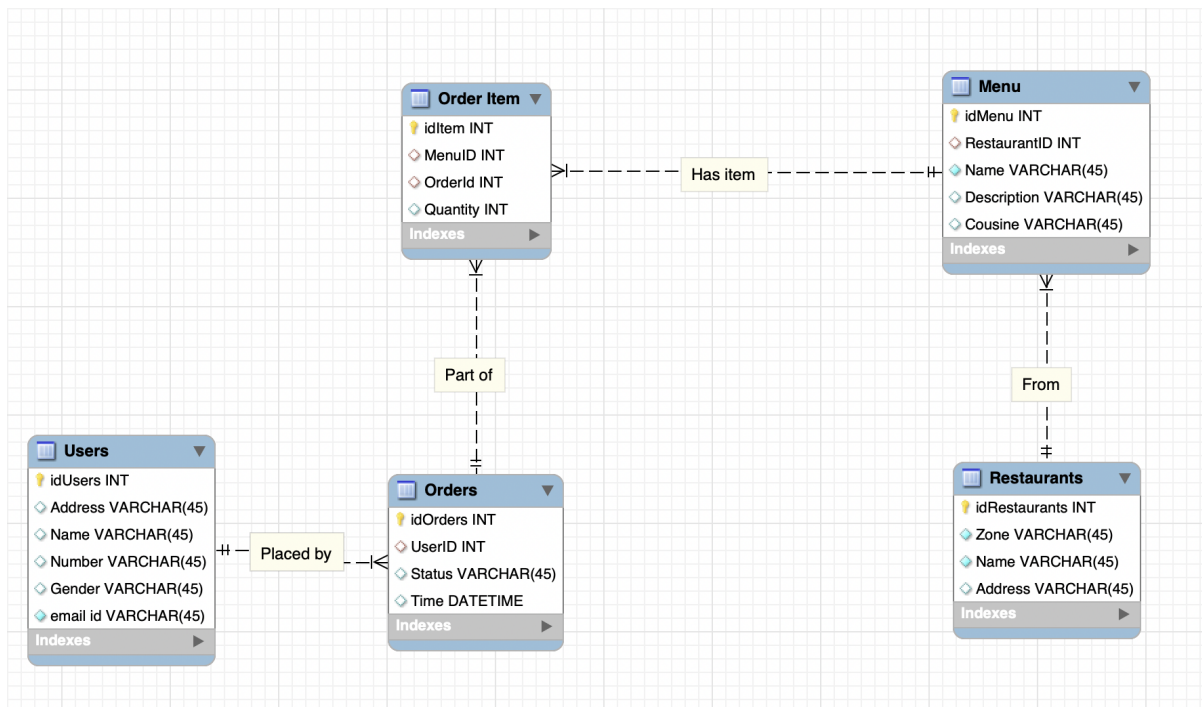 Order Item
idItem INT
MenuID INT
OrderId INT
Quantity INT
Indexes
Has item
Menu
idMenu INT
RestaurantID INT
Name VARCHAR(45)
Description VARCHAR(45)
Cousine VARCHAR(45)
Indexes
Part of
From
Users
idUsers INT
Address VARCHAR(45)
Name VARCHAR(45)
Number VARCHAR(45)
Gender VARCHAR(45)
email id VARCHAR(45)
Indexes
Placed by
Orders
idOrders INT
UserID INT
Status VARCHAR(45)
Time DATETIME
Indexes
Restaurants
idRestaurants INT
Zone VARCHAR(45)
Name VARCHAR(45)
Address VARCHAR(45)
Indexes